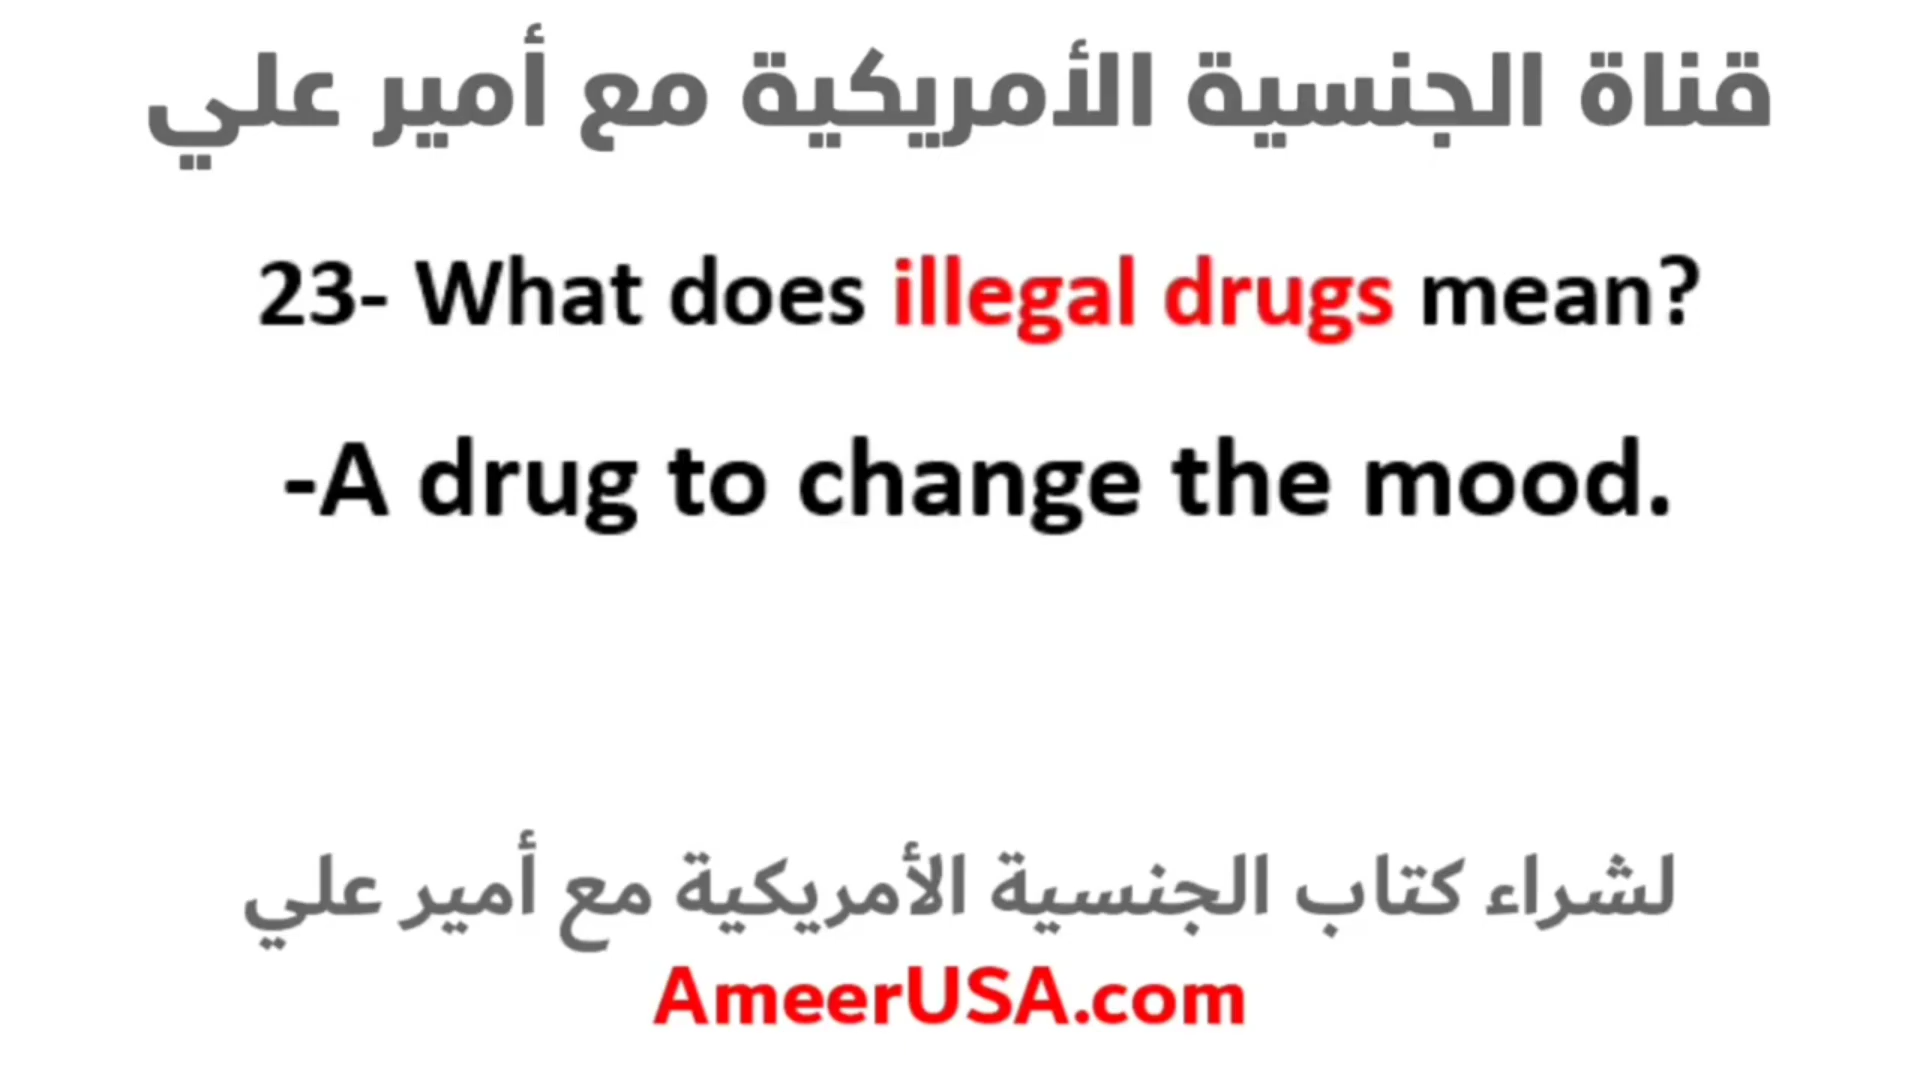 قناة الجنسية الأمريكية مع أمير علي
23- What does illegal drugs mean?
-A drug to change the mood.
لشراء كتاب الجنسية الأمريكية مع أمير علي
AmeerUSA.com